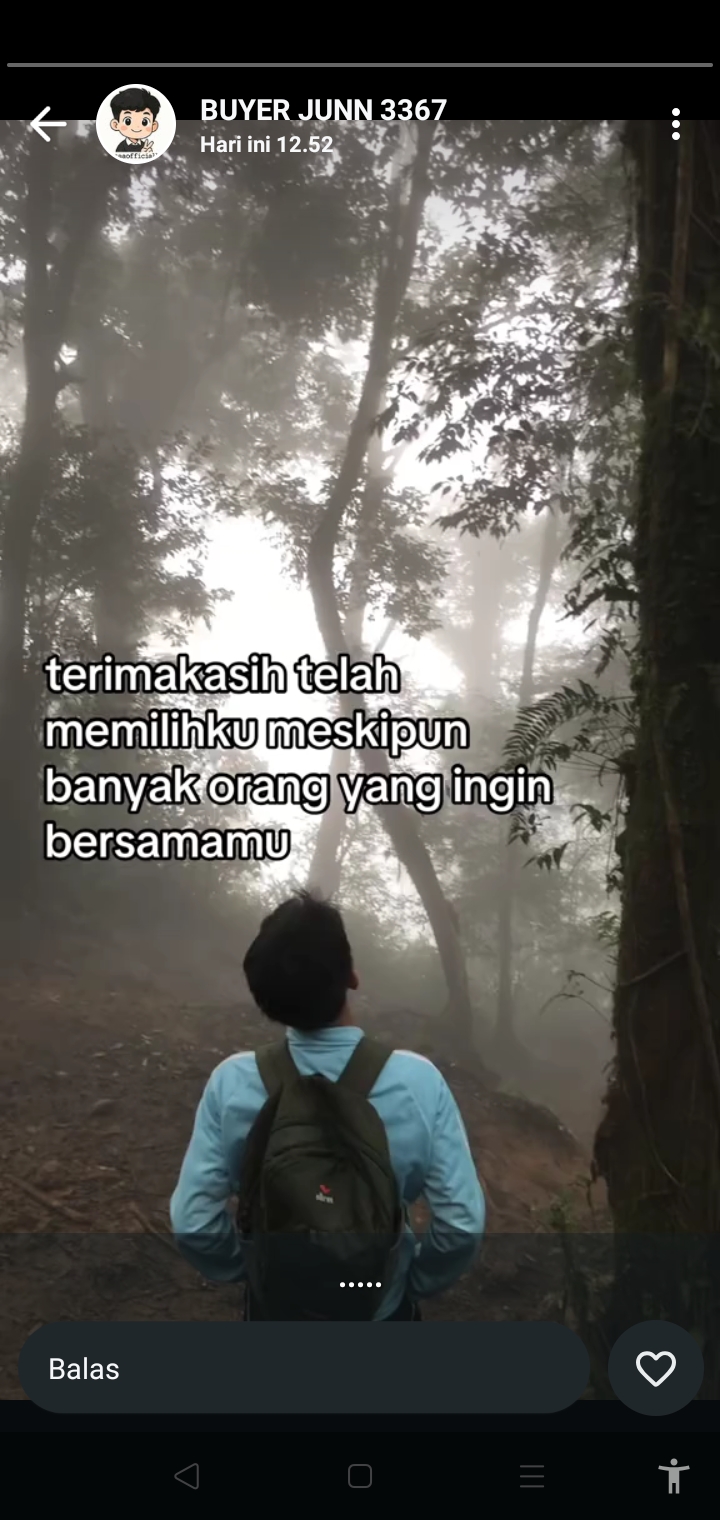 BUYER JUNN 3367
Hari ini 12.52
terimakasih telah
memilihku meskipun
banyak orang yang ingin
bersamamu
.....
Balas